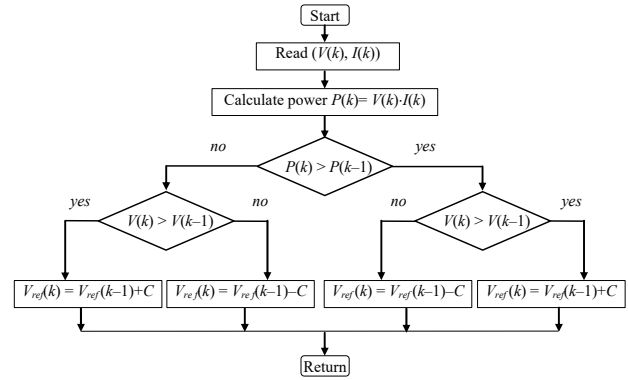 Start
Read (V(k), I(k))
Calculate power P(k)= V(k)·I(k)
no
yes
P(k) > P(k–1)
yes
no
no
yes
V(k) > V(k–1)
V(k) > V(k–1)
Vref(k) = Vref(k–1)+C
Vref(k) = Vref(k–1)–C
Vref(k) = Vref(k–1)–C
Vref(k) = Vref(k–1)+C
Return